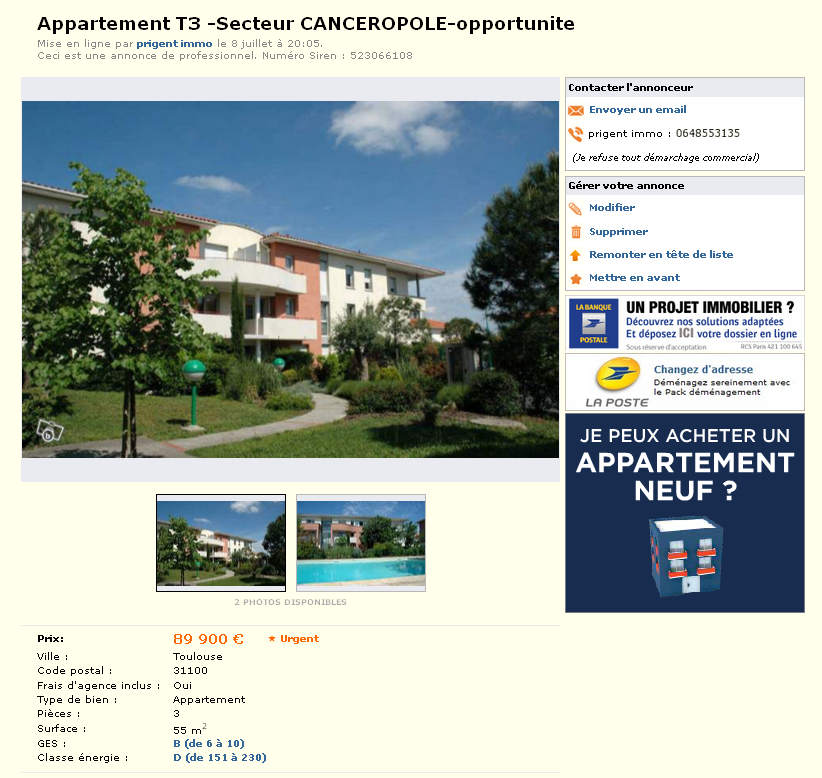 Appartement T3 -Secteur CANCEROPOLE-opportunite
Mise en ligne par prigent immo le 8 juillet à 20:05.
Ceci est une annonce de professionnel. Numéro Siren : 523066108
Contacter l'annonceur
Envoyer un email
prigent immo : 0648553135
(Je refuse tout démarchage commercial)
Gérer votre annonce
Modifier
Supprimer
Remonter en tête de liste
Mettre en avant
LA BANQUE
POSTALE
UN PROJET IMMOBILIER ?
Découvrez nos solutions adaptées
Et déposez ICI votre dossier en ligne
Sous réserve d'acceptation
RCS Paris 421 100 645
LA POSTE
Changez d'adresse
Déménagez sereinement avec
le Pack déménagement
JE PEUX ACHETER UN
APPARTEMENT
NEUF ?
2 PHOTOS DISPONIBLES
Prix: 89 900 € Urgent
Ville : Toulouse
Code postal : 31100
Frais d'agence inclus : Oui
Type de bien : Appartement
Pièces : 3
Surface : 55 m²
GES : B (de 6 à 10)
Classe énergie : D (de 151 à 230)